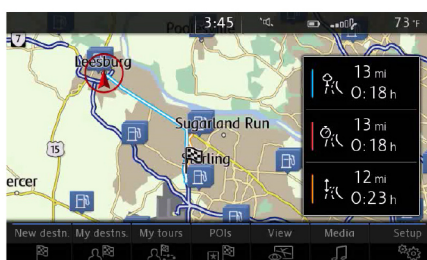 3:45
73 °F
7
Leesburg
13 mi
0:18 h
13 mi
0:18 h
Sugarland Run
15
Sterling
12 mi
0:23 h
ercer
New destn. My destns. My tours POIs View Media Setup